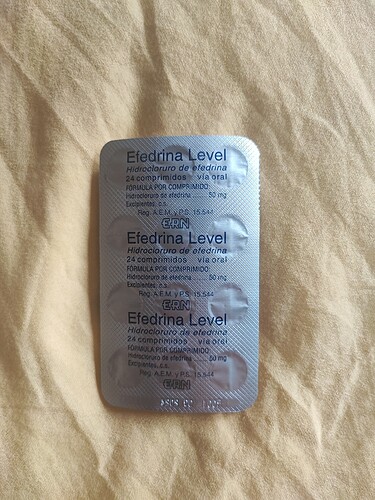 Efedrina Level
Hidrocloruro de efedrina
24 comprimidos vía oral
FÓRMULA POR COMPRIMIDO:
Hidrocloruro de efedrina ........ 50 mg
Excipientes, c.s.
Reg. A.E.M. y P.S. 15.544
ERN
Efedrina Level
Hidrocloruro de efedrina
24 comprimidos vía oral
FÓRMULA POR COMPRIMIDO:
Hidrocloruro de efedrina ........ 50 mg
Excipientes, c.s.
Reg. A.E.M. y P.S. 15.544
ERN
Efedrina Level
Hidrocloruro de efedrina
24 comprimidos vía oral
FÓRMULA POR COMPRIMIDO:
Hidrocloruro de efedrina ........ 50 mg
Excipientes, c.s.
Reg. A.E.M. y P.S. 15.544
ERN